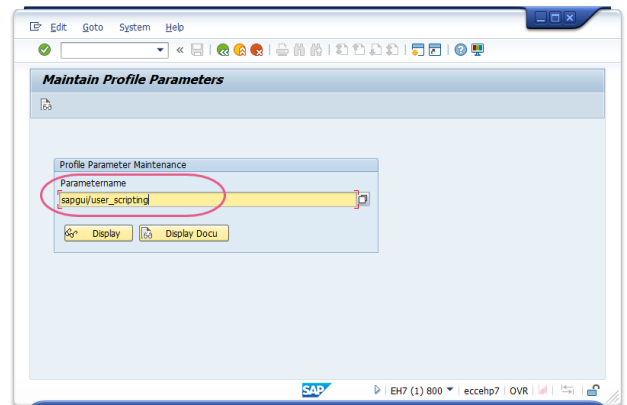 Edit Goto System Help
Maintain Profile Parameters
Profile Parameter Maintenance
Parametername
sapgui/user_scripting
Display Display Docu
SAP EH7 (1) 800 eccehp7 OVR